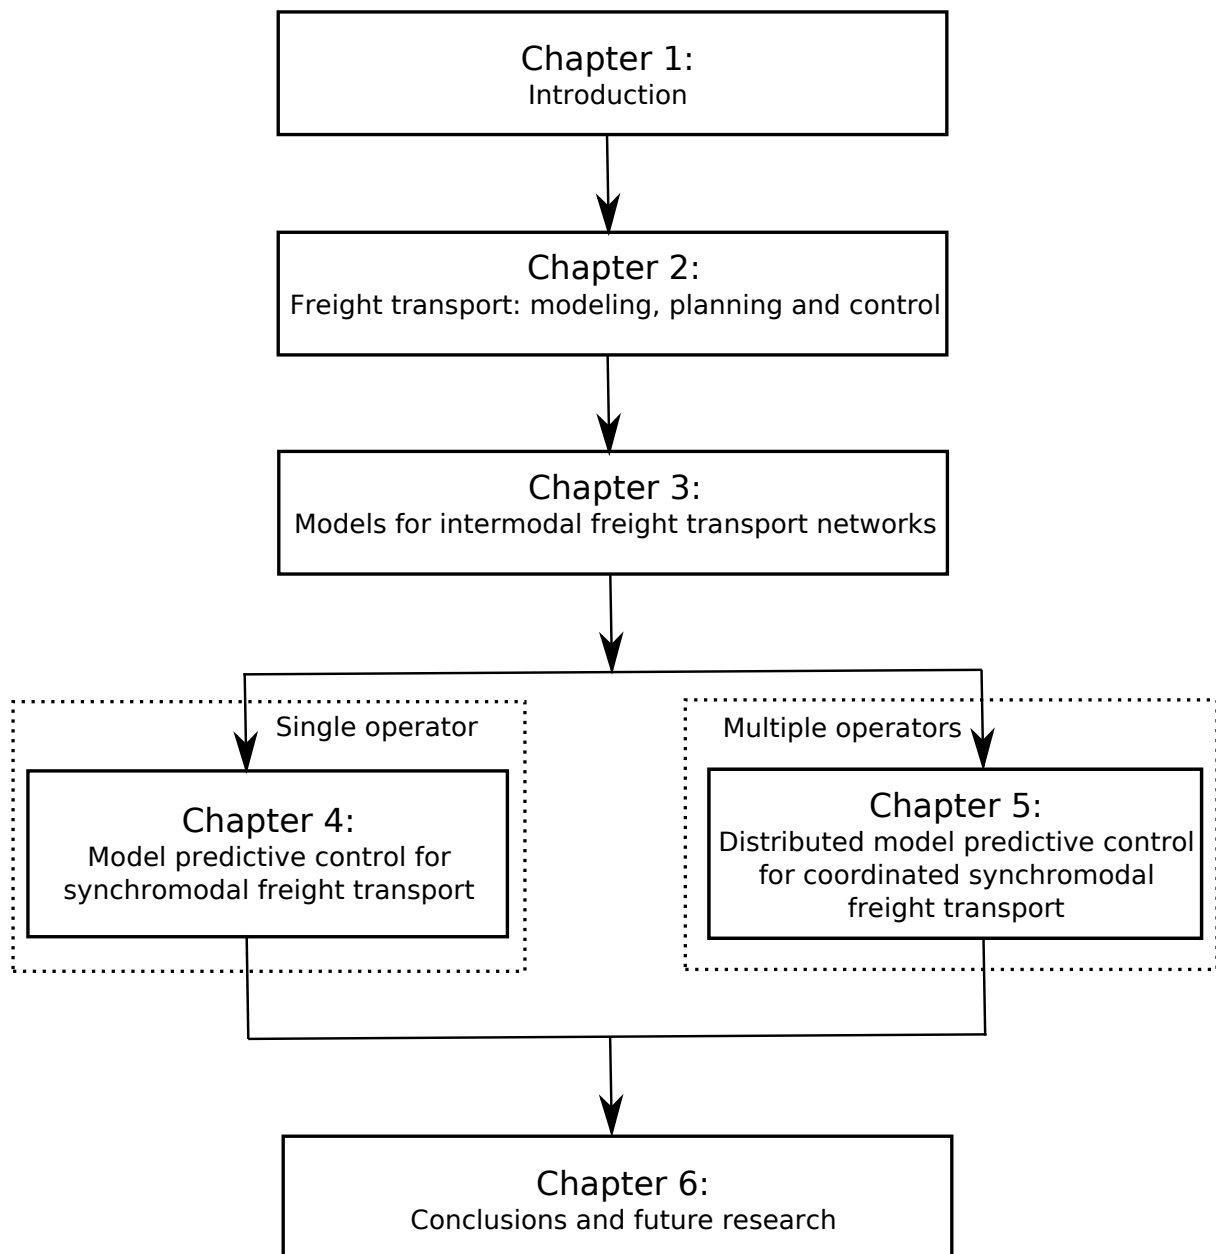 Chapter 1:
Introduction
Chapter 2:
Freight transport: modeling, planning and control
Chapter 3:
Models for intermodal freight transport networks
Single operator
Chapter 4:
Model predictive control for
synchromodal freight transport
Multiple operators
Chapter 5:
Distributed model predictive control
for coordinated synchromodal
freight transport
Chapter 6:
Conclusions and future research